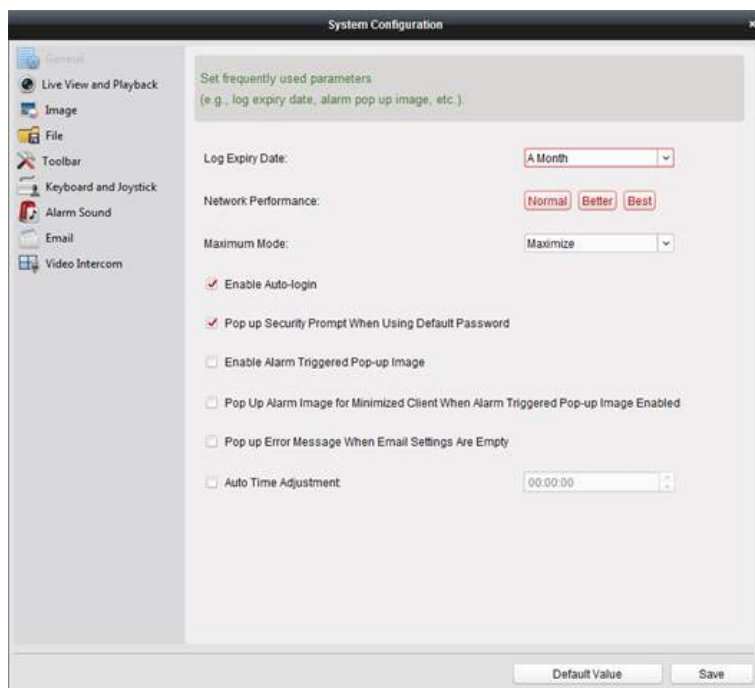 System Configuration
General
Live View and Playback
Image
File
Toolbar
Keyboard and Joystick
Alarm Sound
Email
Video Intercom
Set frequently used parameters
(e.g., log expiry date, alarm pop up image, etc.).
Log Expiry Date: A Month
Network Performance: Normal Better Best
Maximum Mode: Maximize
Enable Auto-login
Pop up Security Prompt When Using Default Password
Enable Alarm Triggered Pop-up Image
Pop Up Alarm Image for Minimized Client When Alarm Triggered Pop-up Image Enabled
Pop up Error Message When Email Settings Are Empty
Auto Time Adjustment: 00:00:00
Default Value Save